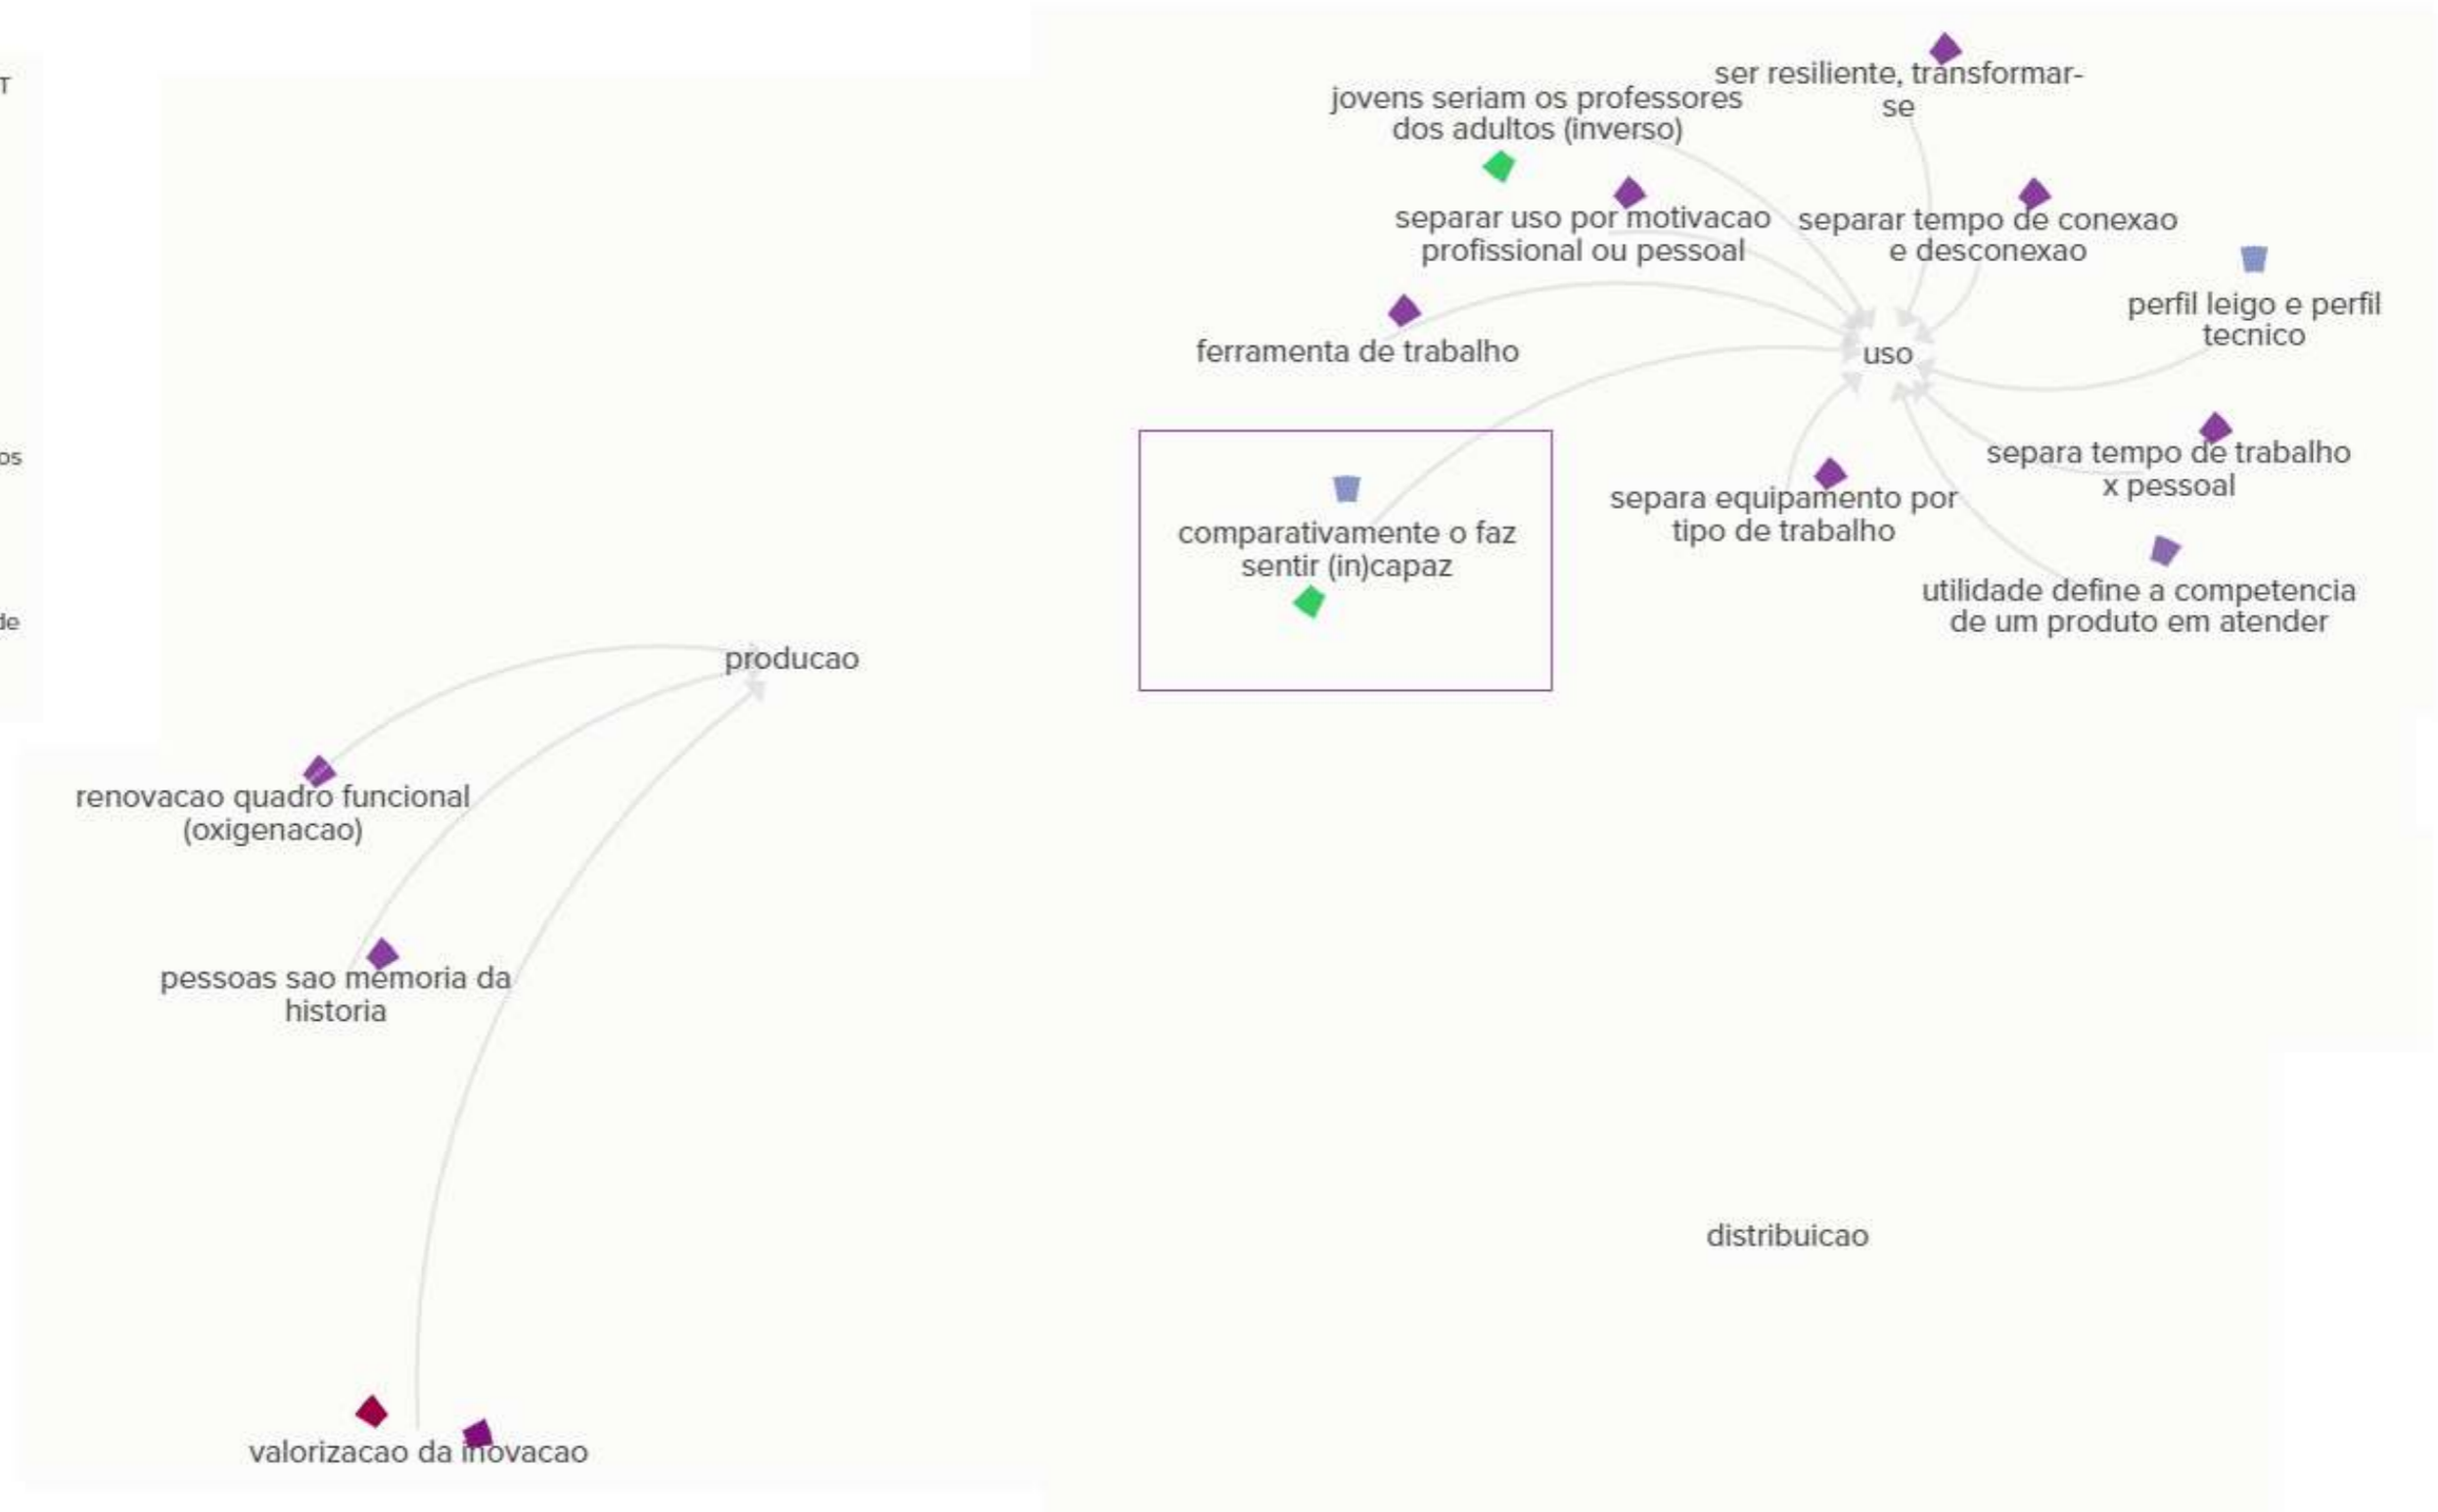 T
os
de
ser resiliente, transformar-
se
jovens seriam os professores
dos adultos (inverso)
separar uso por motivacao
profissional ou pessoal
separar tempo de conexao
e desconexao
perfil leigo e perfil
tecnico
ferramenta de trabalho
uso
separa tempo de trabalho
x pessoal
separa equipamento por
tipo de trabalho
comparativamente o faz
sentir (in)capaz
utilidade define a competencia
de um produto em atender
producao
renovacao quadro funcional
(oxigenacao)
pessoas sao memoria da
historia
distribuicao
valorizacao da inovacao